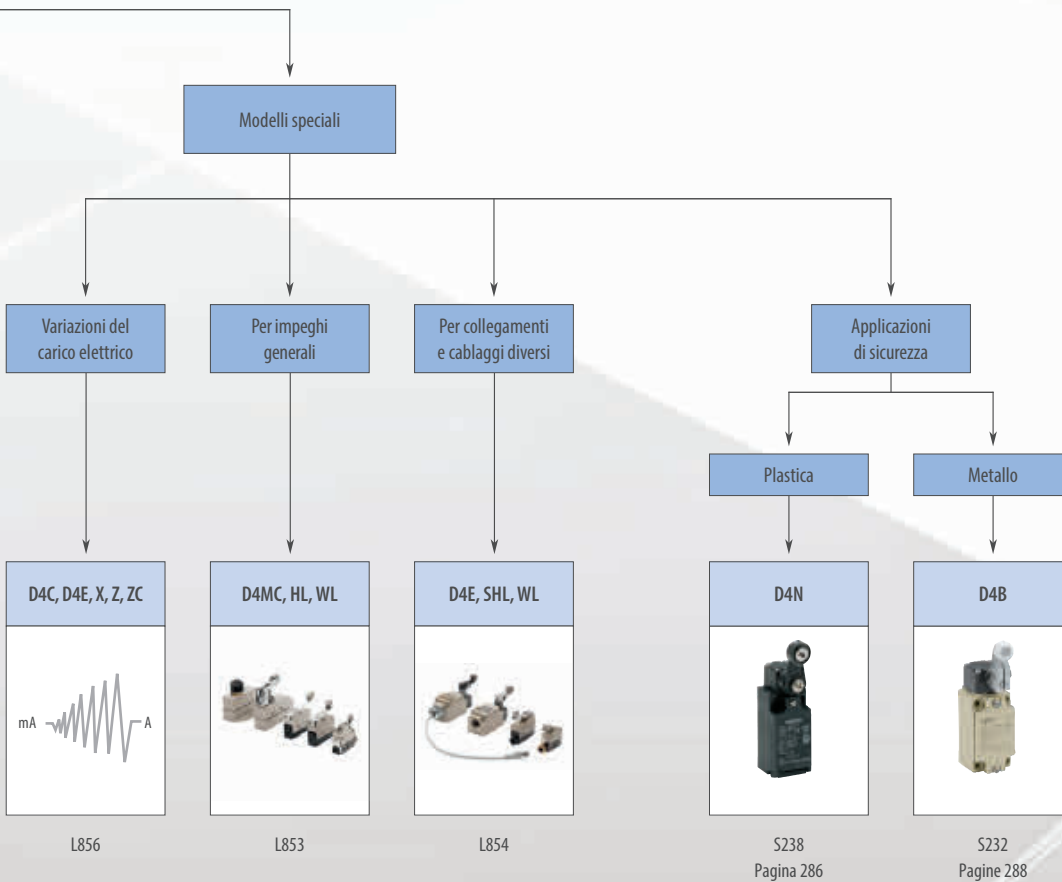 Modelli speciali
Variazioni del
carico elettrico
Per impeghi
generali
Per collegamenti
e cablaggi diversi
Applicazioni
di sicurezza
Plastica
Metallo
D4C, D4E, X, Z, ZC
D4MC, HL, WL
D4E, SHL, WL
D4N
D4B
mA
A
L856
L853
L854
S238
Pagina 286
S232
Pagine 288